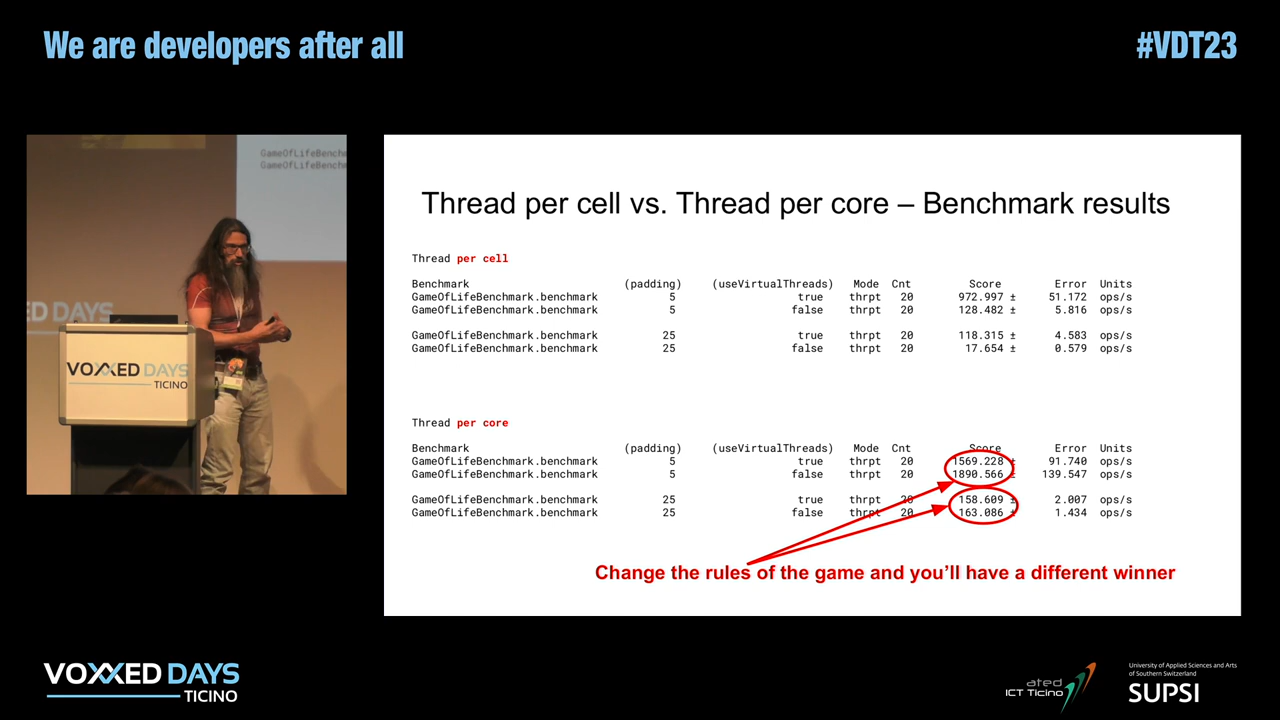 We are developers after all
#VDT23
GameOfLifeBench
GameOfLifeBench
ED DAYS
VOXXED DAYS
TICINO
Thread per cell vs. Thread per core – Benchmark results
Thread per cell
Benchmark (padding) (useVirtualThreads) Mode Cnt Score Error Units
GameOfLifeBenchmark.benchmark 5 true thrpt 20 972.997 ± 51.172 ops/s
GameOfLifeBenchmark.benchmark 5 false thrpt 20 128.482 ± 5.816 ops/s
GameOfLifeBenchmark.benchmark 25 true thrpt 20 118.315 ± 4.583 ops/s
GameOfLifeBenchmark.benchmark 25 false thrpt 20 17.654 ± 0.579 ops/s
Thread per core
Benchmark (padding) (useVirtualThreads) Mode Cnt Score Error Units
GameOfLifeBenchmark.benchmark 5 true thrpt 20 1569.228 ± 91.740 ops/s
GameOfLifeBenchmark.benchmark 5 false thrpt 20 1890.566 ± 139.547 ops/s
GameOfLifeBenchmark.benchmark 25 true thrpt 20 158.609 ± 2.007 ops/s
GameOfLifeBenchmark.benchmark 25 false thrpt 20 163.086 ± 1.434 ops/s
Change the rules of the game and you'll have a different winner
VOXXED DAYS
TICINO
ated
ICT Ticino
University of Applied Sciences and Arts
of Southern Switzerland
SUPSI